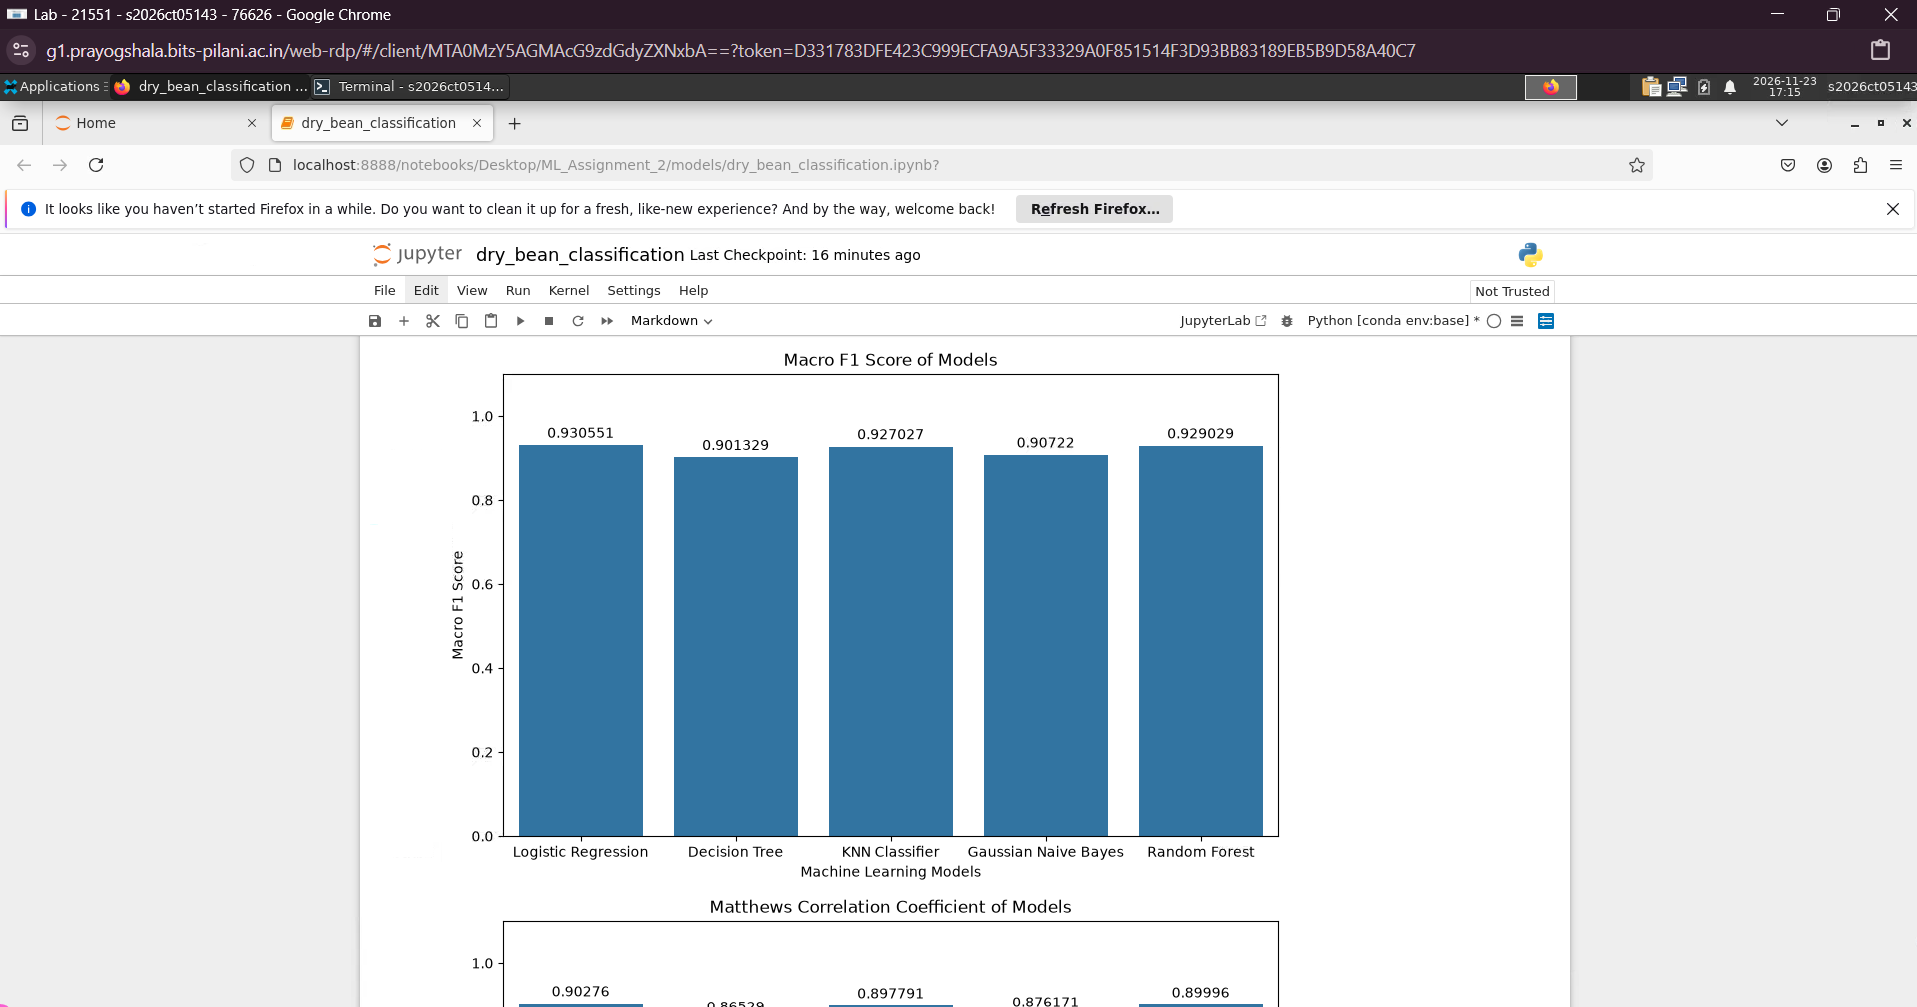 Lab - 21551 - s2026ct05143 - 76626 - Google Chrome
g1.prayogshala.bits-pilani.ac.in/web-rdp/#/client/MTA0MzY5AGMAcG9zdGdyZXNxbA==?token=D331783DFE423C999ECFA9A5F33329A0F851514F3D93BB83189EB5B9D58A40C7
Applications dry_bean_classification ... Terminal - s2026ct0514... 2026-11-23 17:15 s2026ct05143
Home dry_bean_classification
localhost:8888/notebooks/Desktop/ML_Assignment_2/models/dry_bean_classification.ipynb?
It looks like you haven’t started Firefox in a while. Do you want to clean it up for a fresh, like-new experience? And by the way, welcome back! Refresh Firefox…
jupyter dry_bean_classification Last Checkpoint: 16 minutes ago
File Edit View Run Kernel Settings Help Not Trusted
Markdown JupyterLab Python [conda env:base] *
Macro F1 Score of Models
1.0
0.8
0.6
0.4
0.2
0.0
Macro F1 Score
0.930551 0.901329 0.927027 0.90722 0.929029
Logistic Regression Decision Tree KNN Classifier Gaussian Naive Bayes Random Forest
Machine Learning Models
Matthews Correlation Coefficient of Models
1.0
0.90276 0.86529 0.897791 0.876171 0.89996